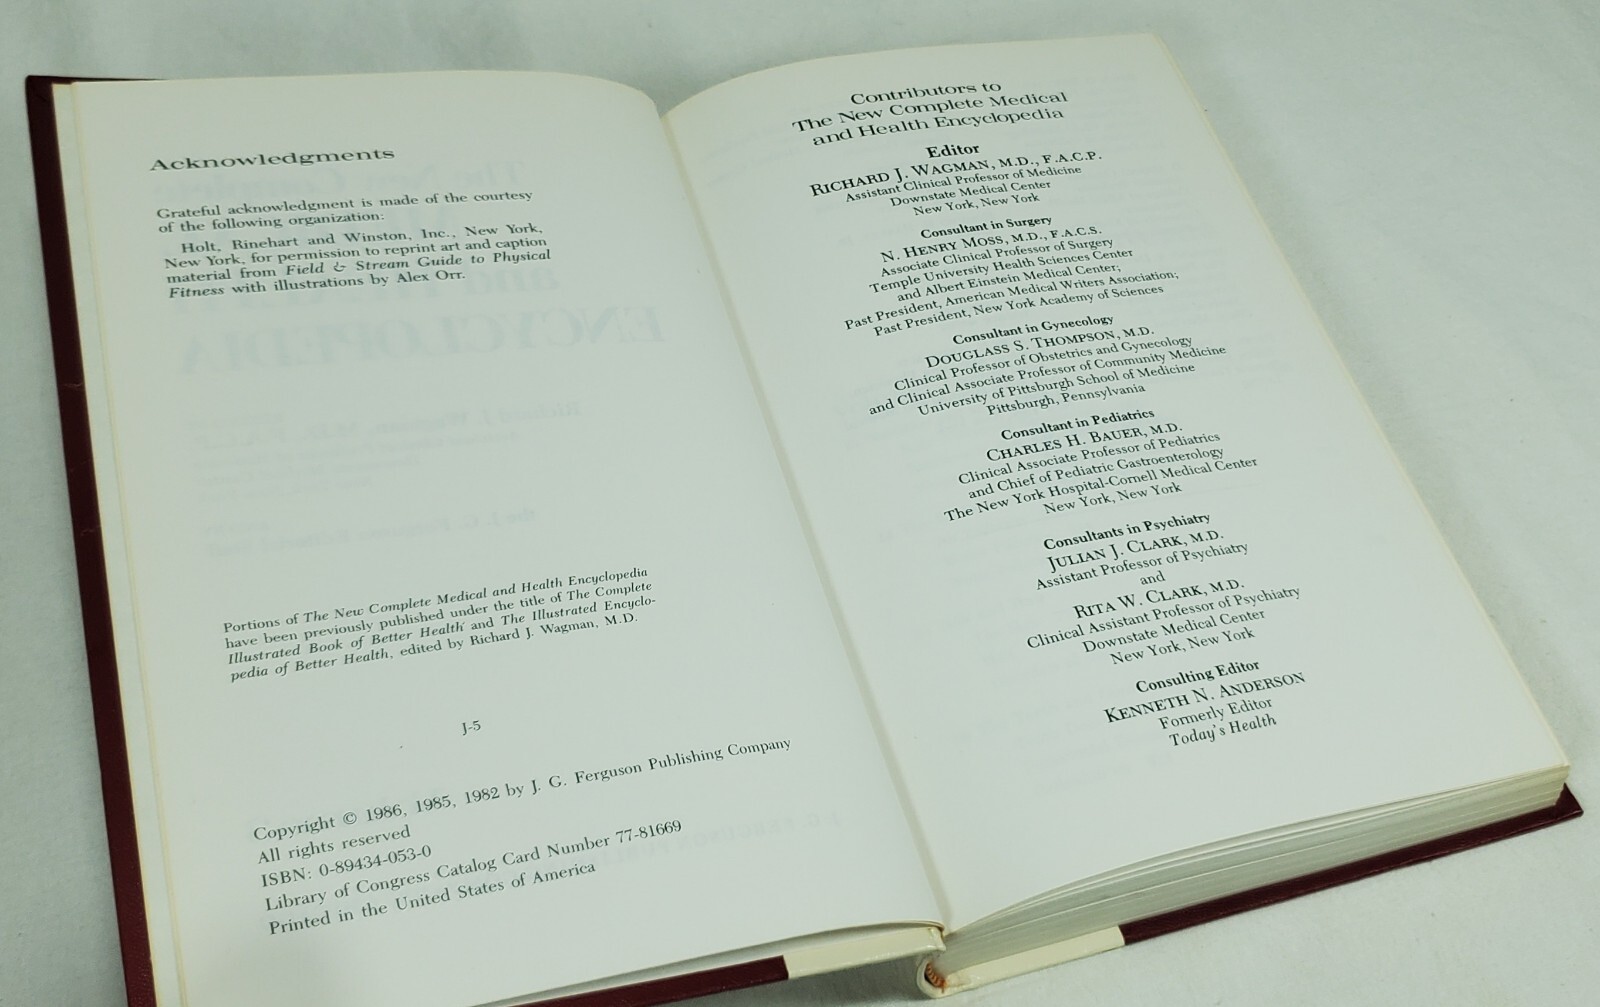 Acknowledgments
Grateful acknowledgment is made of the courtesy
of the following organization:
Holt, Rinehart and Winston, Inc., New York,
New York, for permission to reprint art and caption
material from Field & Stream Guide to Physical
Fitness with illustrations by Alex Orr.
Portions of The New Complete Medical and Health Encyclopedia
have been previously published under the title of The Complete
Illustrated Book of Better Health and The Illustrated Encyclo-
pedia of Better Health, edited by Richard J. Wagman, M.D.
J-5
Copyright © 1986, 1985, 1982 by J. G. Ferguson Publishing Company
All rights reserved
ISBN: 0-89434-053-0
Library of Congress Catalog Card Number 77-81669
Printed in the United States of America
Contributors to
The New Complete Medical
and Health Encyclopedia
Editor
RICHARD J. WAGMAN, M.D., F.A.C.P.
Assistant Clinical Professor of Medicine
Downstate Medical Center
New York, New York
Consultant in Surgery
N. HENRY MOSS, M.D., F.A.C.S.
Associate Clinical Professor of Surgery
Temple University Health Sciences Center
and Albert Einstein Medical Center;
Past President, American Medical Writers Association;
Past President, New York Academy of Sciences
Consultant in Gynecology
DOUGLASS S. THOMPSON, M.D.
Clinical Professor of Obstetrics and Gynecology
and Clinical Associate Professor of Community Medicine
University of Pittsburgh School of Medicine
Pittsburgh, Pennsylvania
Consultant in Pediatrics
CHARLES H. BAUER, M.D.
Clinical Associate Professor of Pediatrics
and Chief of Pediatric Gastroenterology
The New York Hospital-Cornell Medical Center
New York, New York
Consultants in Psychiatry
JULIAN J. CLARK, M.D.
Assistant Professor of Psychiatry
and
RITA W. CLARK, M.D.
Clinical Assistant Professor of Psychiatry
Downstate Medical Center
New York, New York
Consulting Editor
KENNETH N. ANDERSON
Formerly Editor
Today's Health